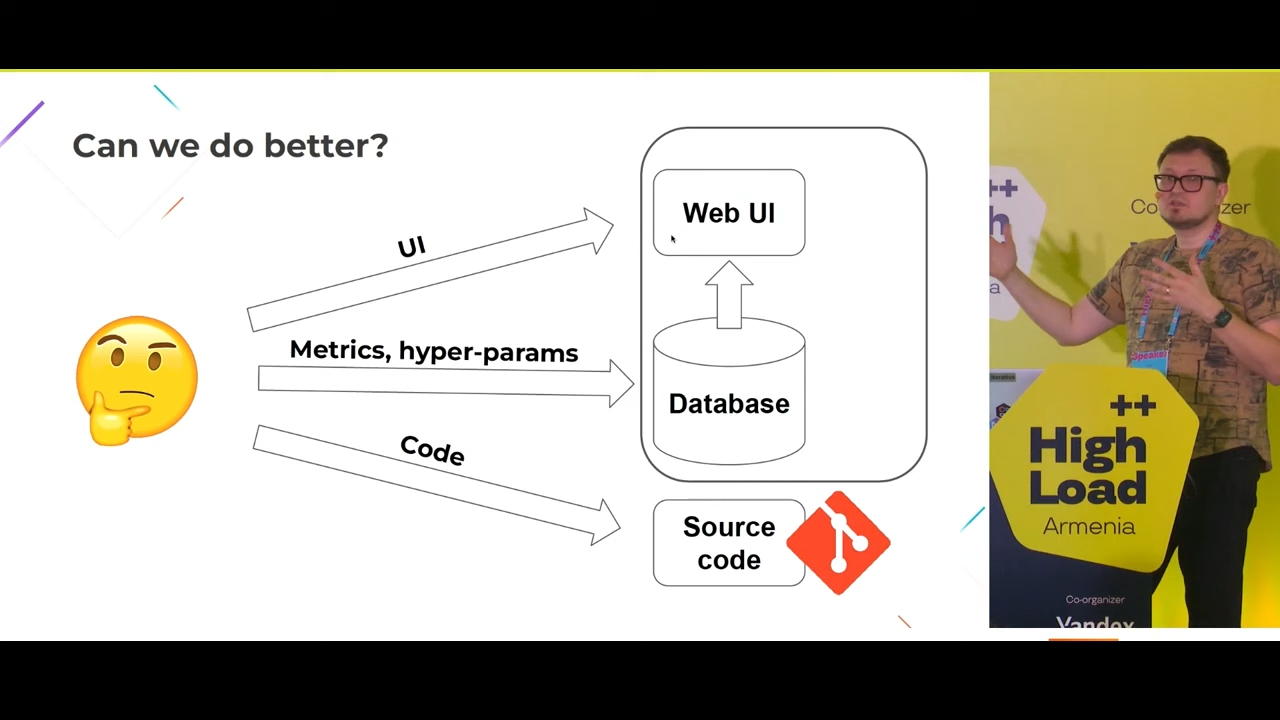 Can we do better?
UI
Metrics, hyper-params
Code
Web UI
Database
Source
code
++
High
Load
Armenia
Co-organizer
Yandex
Speaker